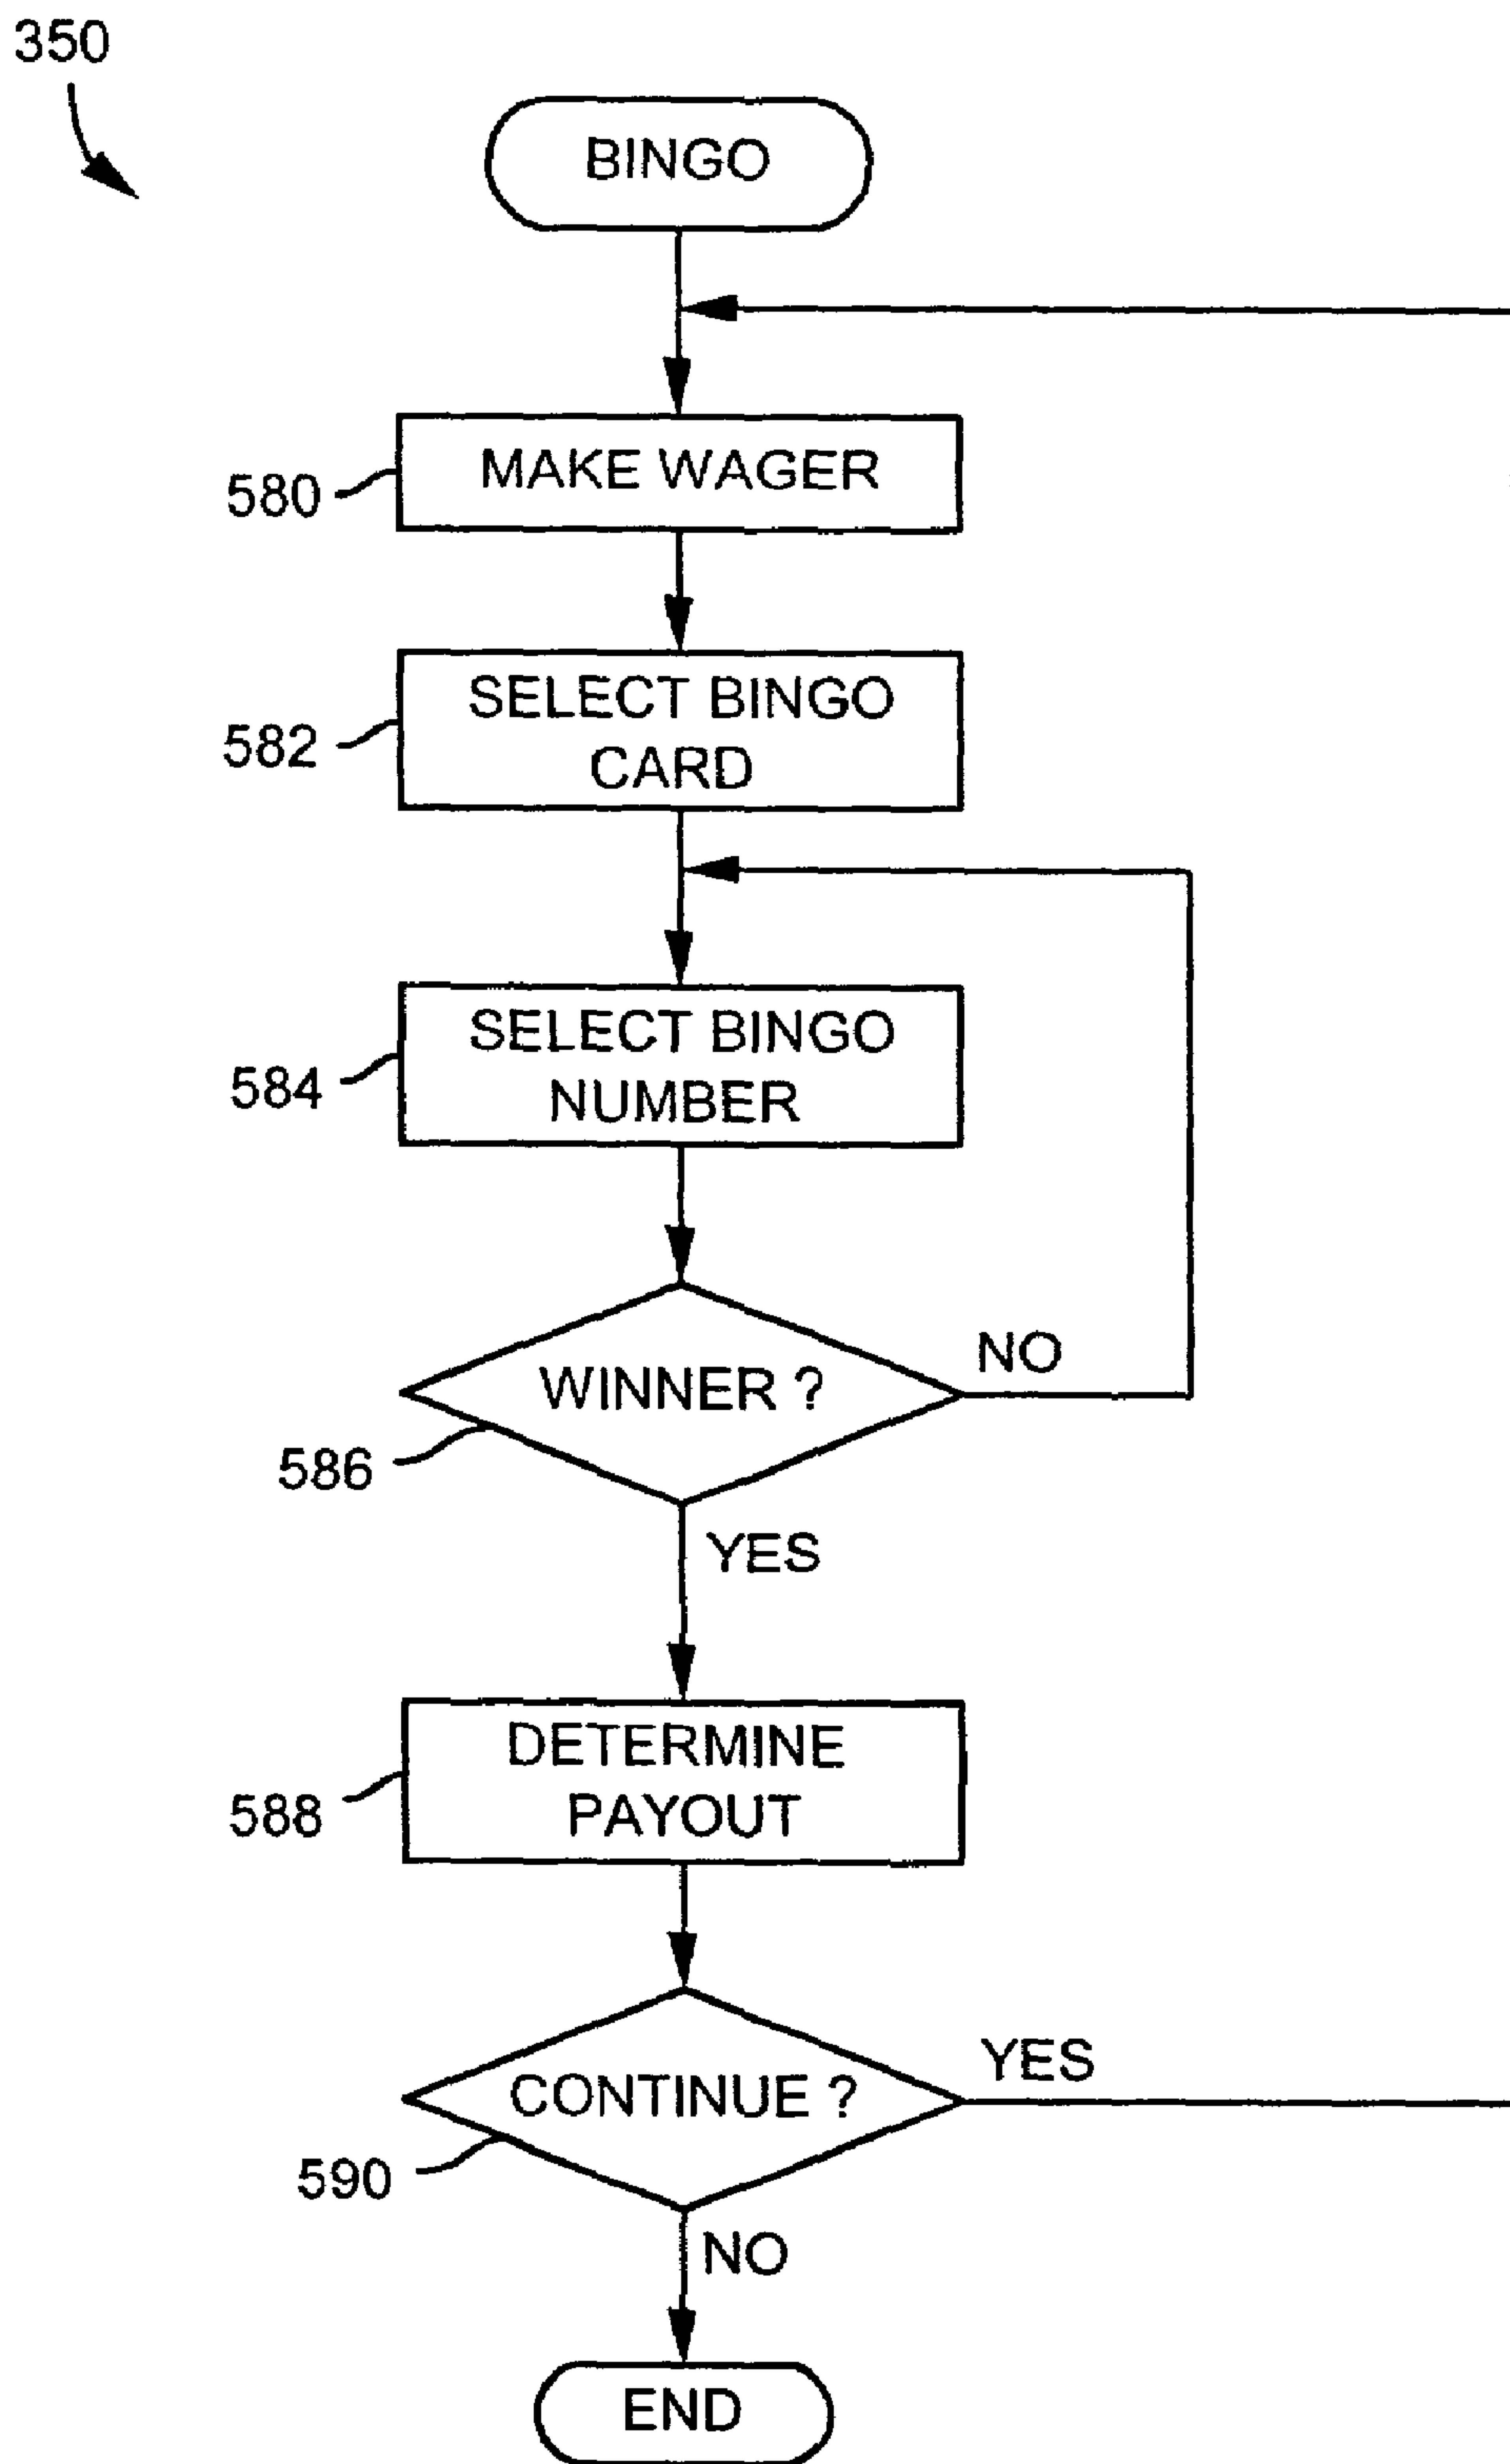 350
BINGO
580
MAKE WAGER
582
SELECT BINGO
CARD
584
SELECT BINGO
NUMBER
WINNER ?
NO
586
YES
588
DETERMINE
PAYOUT
CONTINUE ?
YES
590
NO
END